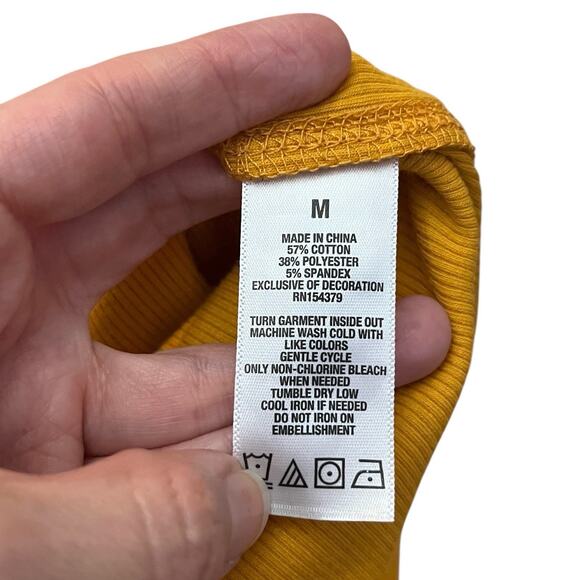 M
MADE IN CHINA
57% COTTON
38% POLYESTER
5% SPANDEX
EXCLUSIVE OF DECORATION
RN154379
TURN GARMENT INSIDE OUT
MACHINE WASH COLD WITH
LIKE COLORS
GENTLE CYCLE
ONLY NON-CHLORINE BLEACH
WHEN NEEDED
TUMBLE DRY LOW
COOL IRON IF NEEDED
DO NOT IRON ON
EMBELLISHMENT